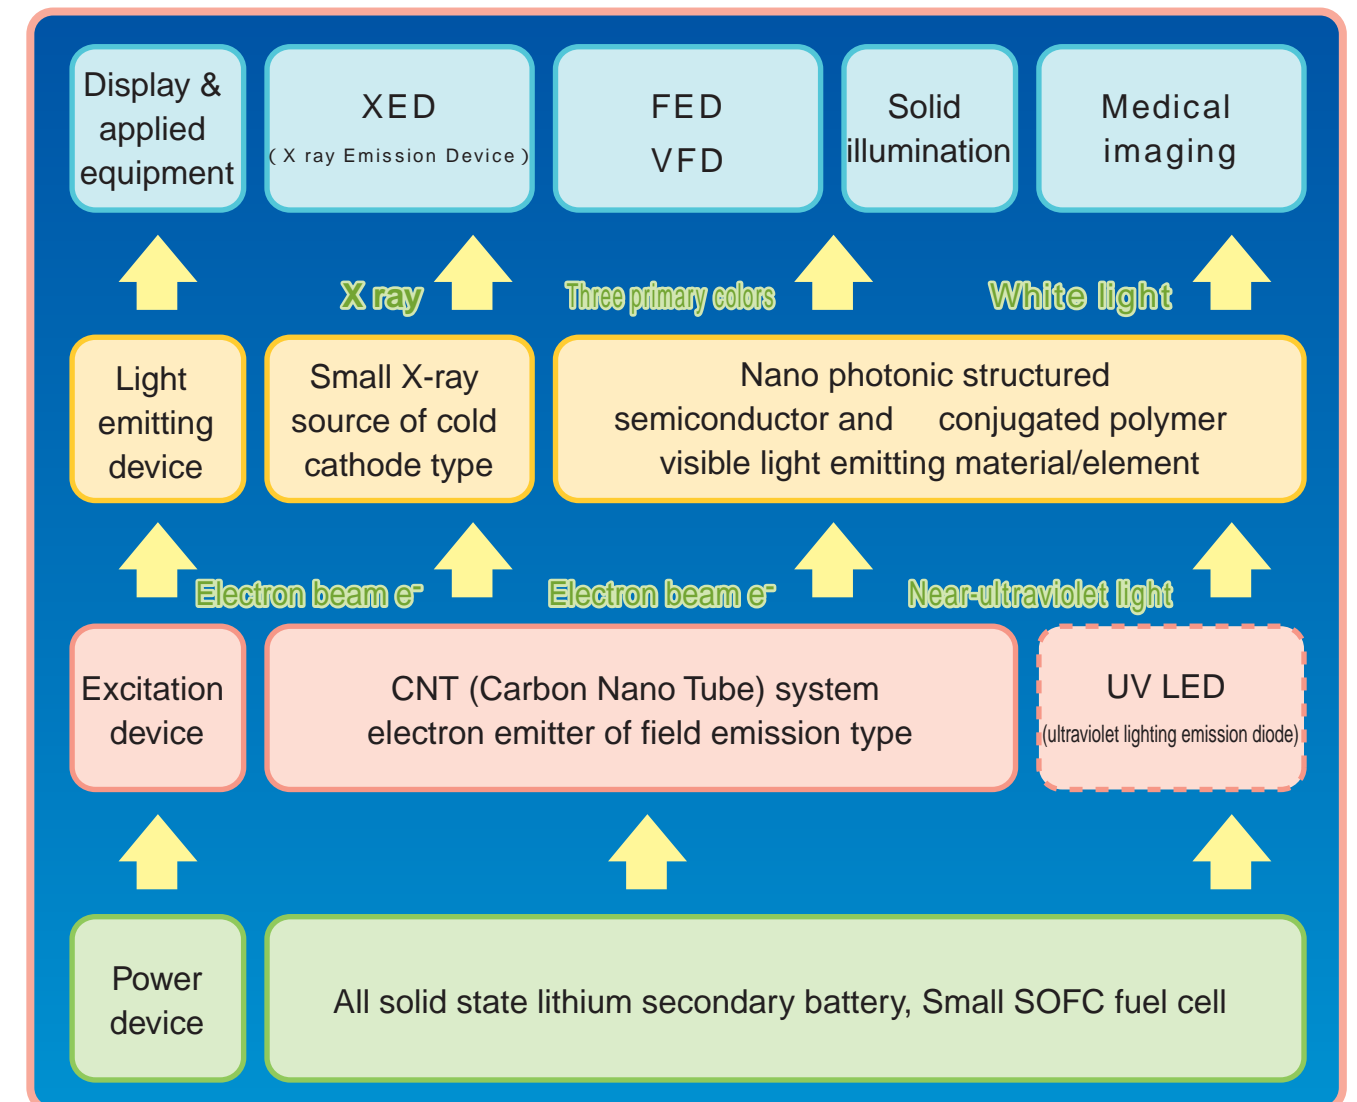 Display &
applied
equipment
XED
(X ray Emission Device)
FED
VFD
Solid
illumination
Medical
imaging
X ray
Three primary colors
White light
Light
emitting
device
Small X-ray
source of cold
cathode type
Nano photonic structured
semiconductor and conjugated polymer
visible light emitting material/element
Electron beam e⁻
Electron beam e⁻
Near-ultraviolet light
Excitation
device
CNT (Carbon Nano Tube) system
electron emitter of field emission type
UV LED
(ultraviolet lighting emission diode)
Power
device
All solid state lithium secondary battery, Small SOFC fuel cell